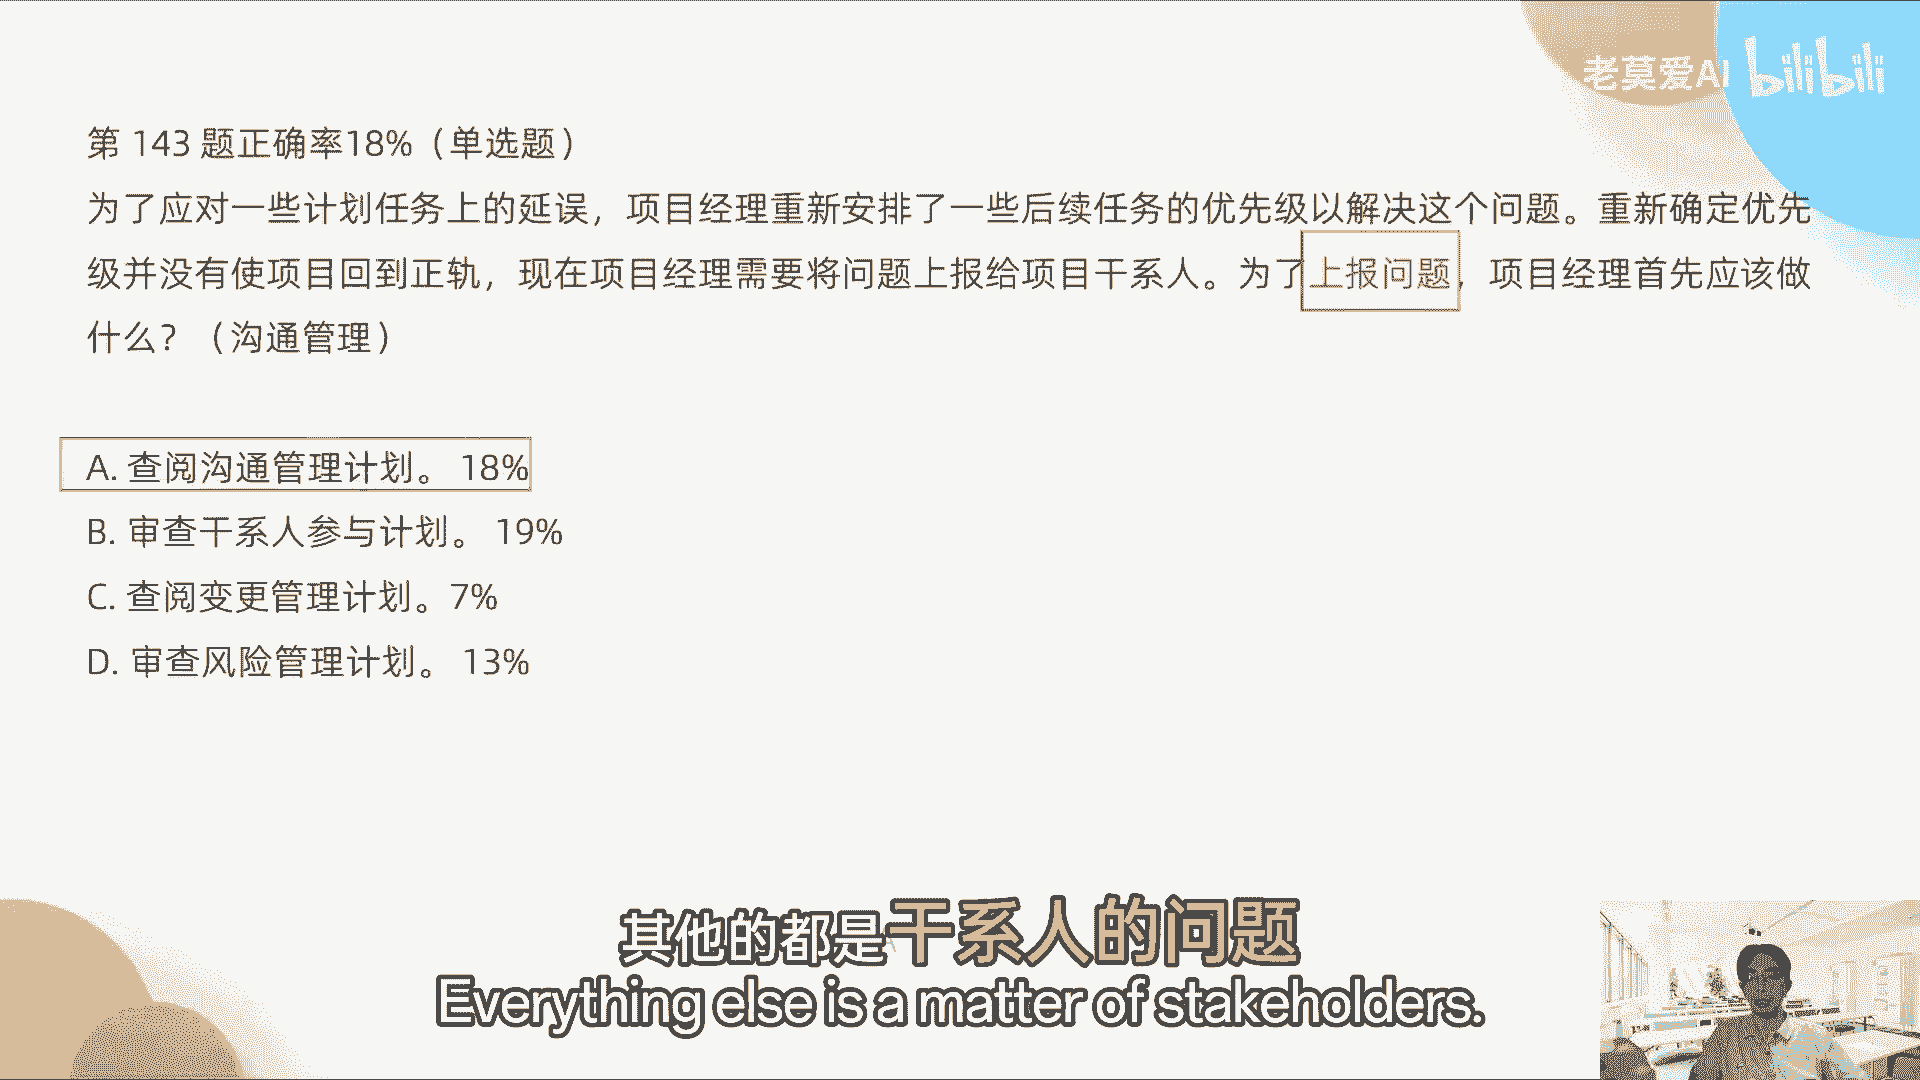 老莫爱AI bilibili
第 143 题正确率18%（单选题）
为了应对一些计划任务上的延误，项目经理重新安排了一些后续任务的优先级以解决这个问题。重新确定优先
级并没有使项目回到正轨，现在项目经理需要将问题上报给项目干系人。为了上报问题，项目经理首先应该做
什么？（沟通管理）
A. 查阅沟通管理计划。 18%
B. 审查干系人参与计划。 19%
C. 查阅变更管理计划。7%
D. 审查风险管理计划。 13%
其他的都是干系人的问题
Everything else is a matter of stakeholders.